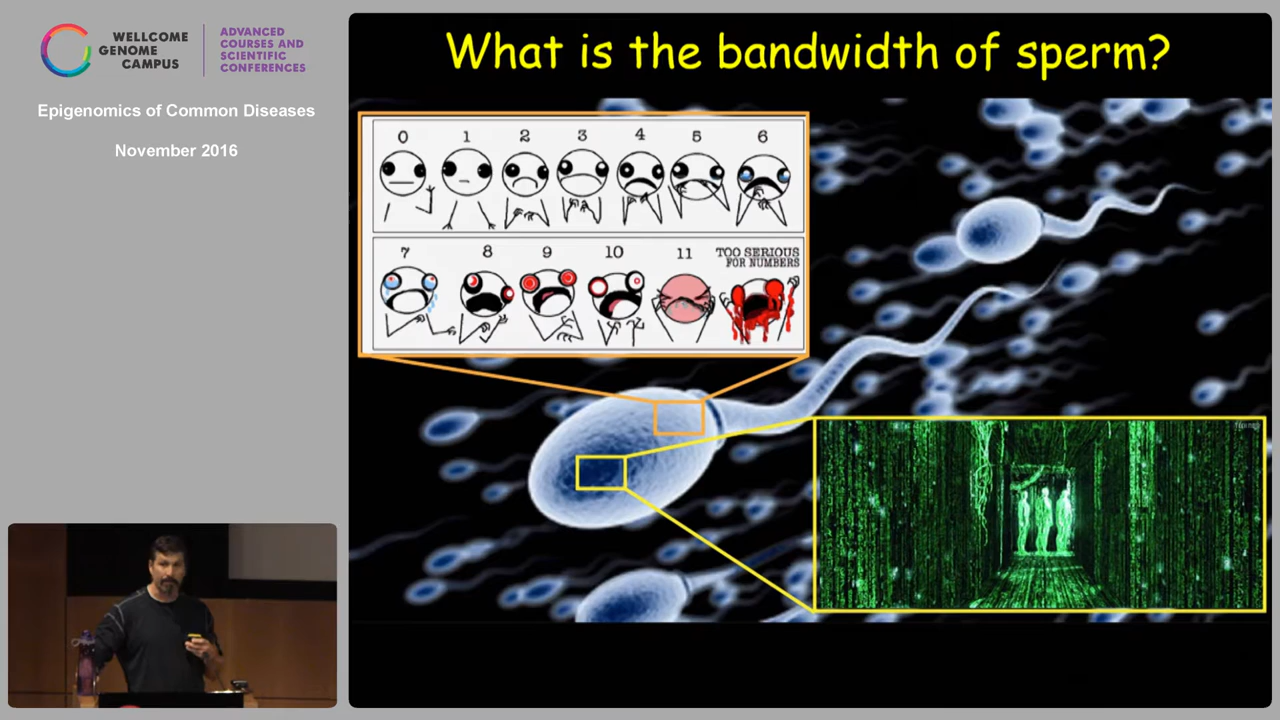 WELLCOME
GENOME
CAMPUS
ADVANCED
COURSES AND
SCIENTIFIC
CONFERENCES
Epigenomics of Common Diseases
November 2016
What is the bandwidth of sperm?
0 1 2 3 4 5 6
7 8 9 10 11 TOO SERIOUS
FOR NUMBERS